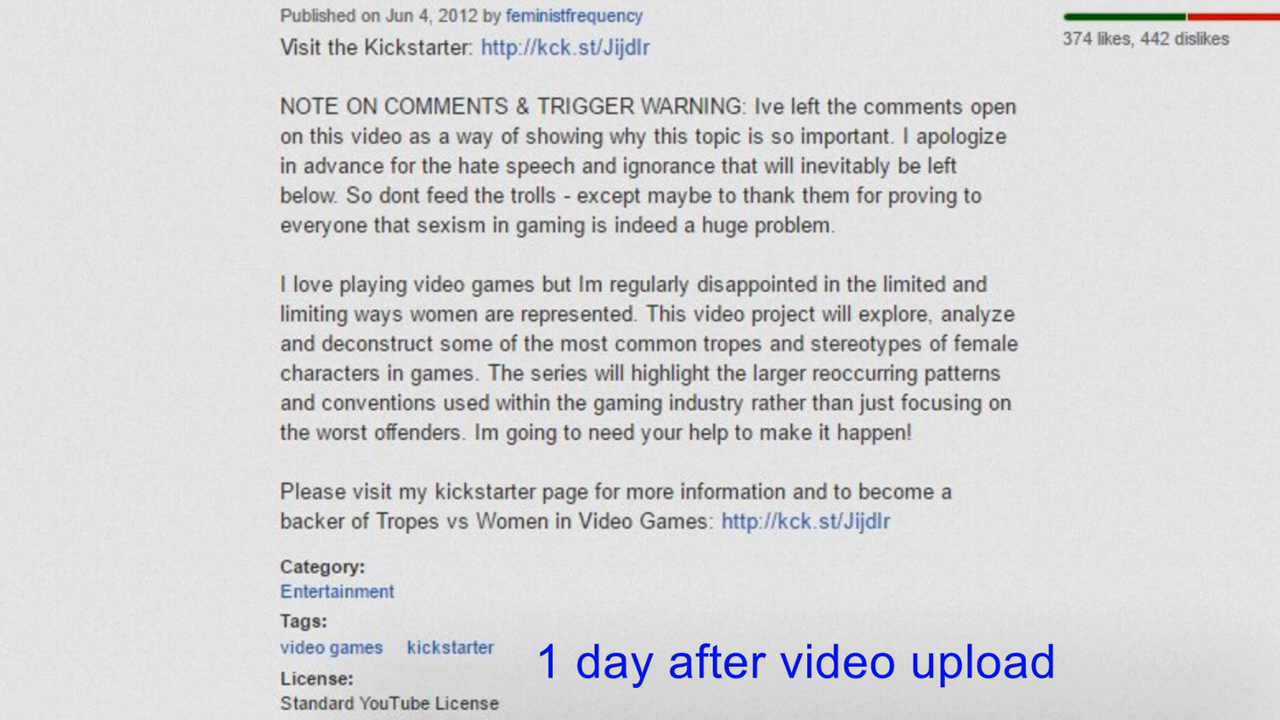 Published on Jun 4, 2012 by feministfrequency
374 likes, 442 dislikes
Visit the Kickstarter: http://kck.st/JijdIr
NOTE ON COMMENTS & TRIGGER WARNING: Ive left the comments open
on this video as a way of showing why this topic is so important. I apologize
in advance for the hate speech and ignorance that will inevitably be left
below. So dont feed the trolls - except maybe to thank them for proving to
everyone that sexism in gaming is indeed a huge problem.
I love playing video games but Im regularly disappointed in the limited and
limiting ways women are represented. This video project will explore, analyze
and deconstruct some of the most common tropes and stereotypes of female
characters in games. The series will highlight the larger reoccurring patterns
and conventions used within the gaming industry rather than just focusing on
the worst offenders. Im going to need your help to make it happen!
Please visit my kickstarter page for more information and to become a
backer of Tropes vs Women in Video Games: http://kck.st/JijdIr
Category:
Entertainment
Tags:
video games kickstarter
1 day after video upload
License:
Standard YouTube License